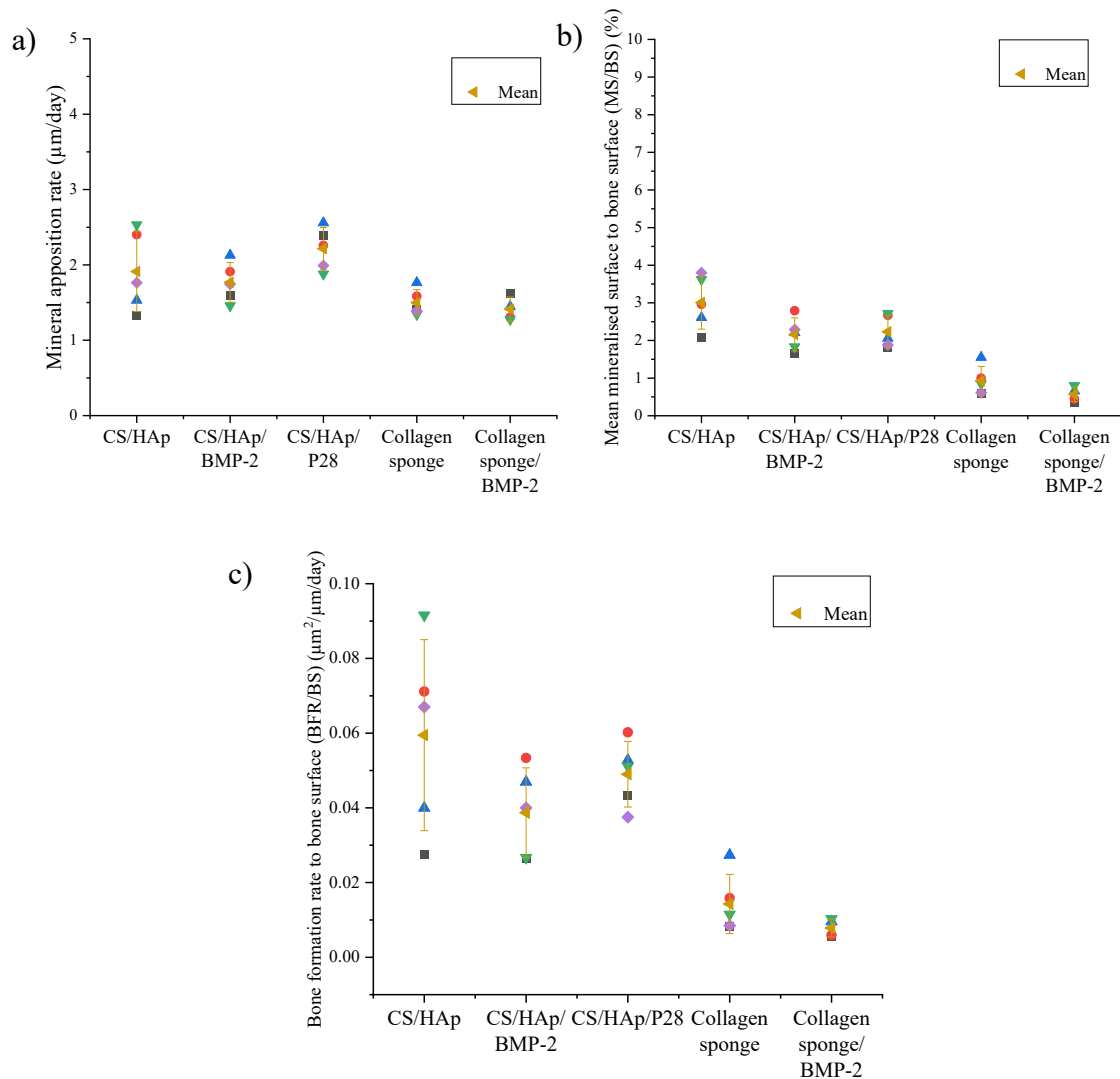 a)
Mineral apposition rate (µm/day)
5
4
3
2
1
0
Mean
CS/HAp
CS/HAp/
BMP-2
CS/HAp/
P28
Collagen
sponge
Collagen
sponge/
BMP-2
b)
Mean mineralised surface to bone surface (MS/BS) (%)
10
9
8
7
6
5
4
3
2
1
0
Mean
CS/HAp
CS/HAp/
BMP-2
CS/HAp/P28
Collagen
sponge
Collagen
sponge/
BMP-2
c)
Bone formation rate to bone surface (BFR/BS) (µm²/µm/day)
0.10
0.08
0.06
0.04
0.02
0.00
Mean
CS/HAp
CS/HAp/
BMP-2
CS/HAp/P28
Collagen
sponge
Collagen
sponge/
BMP-2